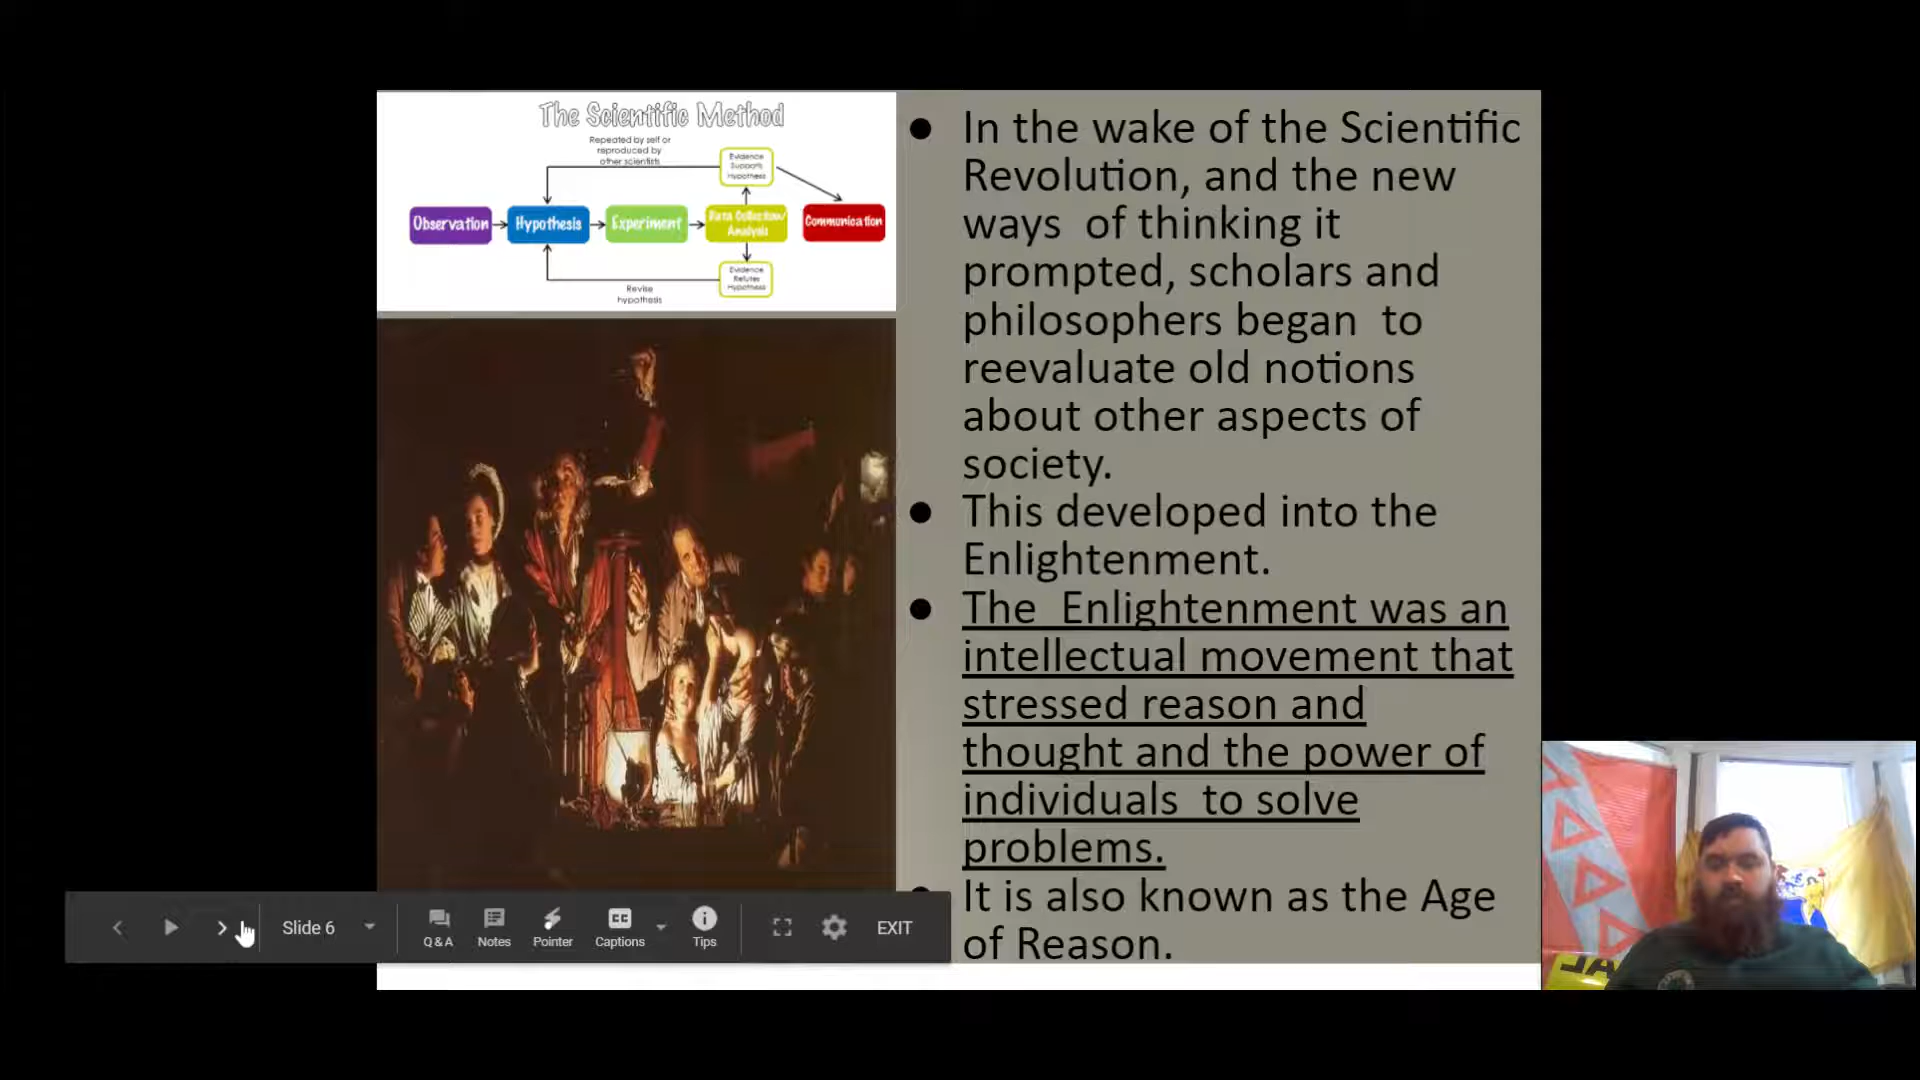 The Scientific Method
Repeated by self or
reproduced by
other scientists
Evidence
Supports
Hypothesis
Observation
Hypothesis
Experiment
Data Collection/
Analysis
Communication
Evidence
Refutes
Hypothesis
Revise
hypothesis
● In the wake of the Scientific
Revolution, and the new
ways of thinking it
prompted, scholars and
philosophers began to
reevaluate old notions
about other aspects of
society.
● This developed into the
Enlightenment.
● The Enlightenment was an
intellectual movement that
stressed reason and
thought and the power of
individuals to solve
problems.
● It is also known as the Age
of Reason.
Slide 6
Q & A
Notes
Pointer
CC
Captions
Tips
EXIT